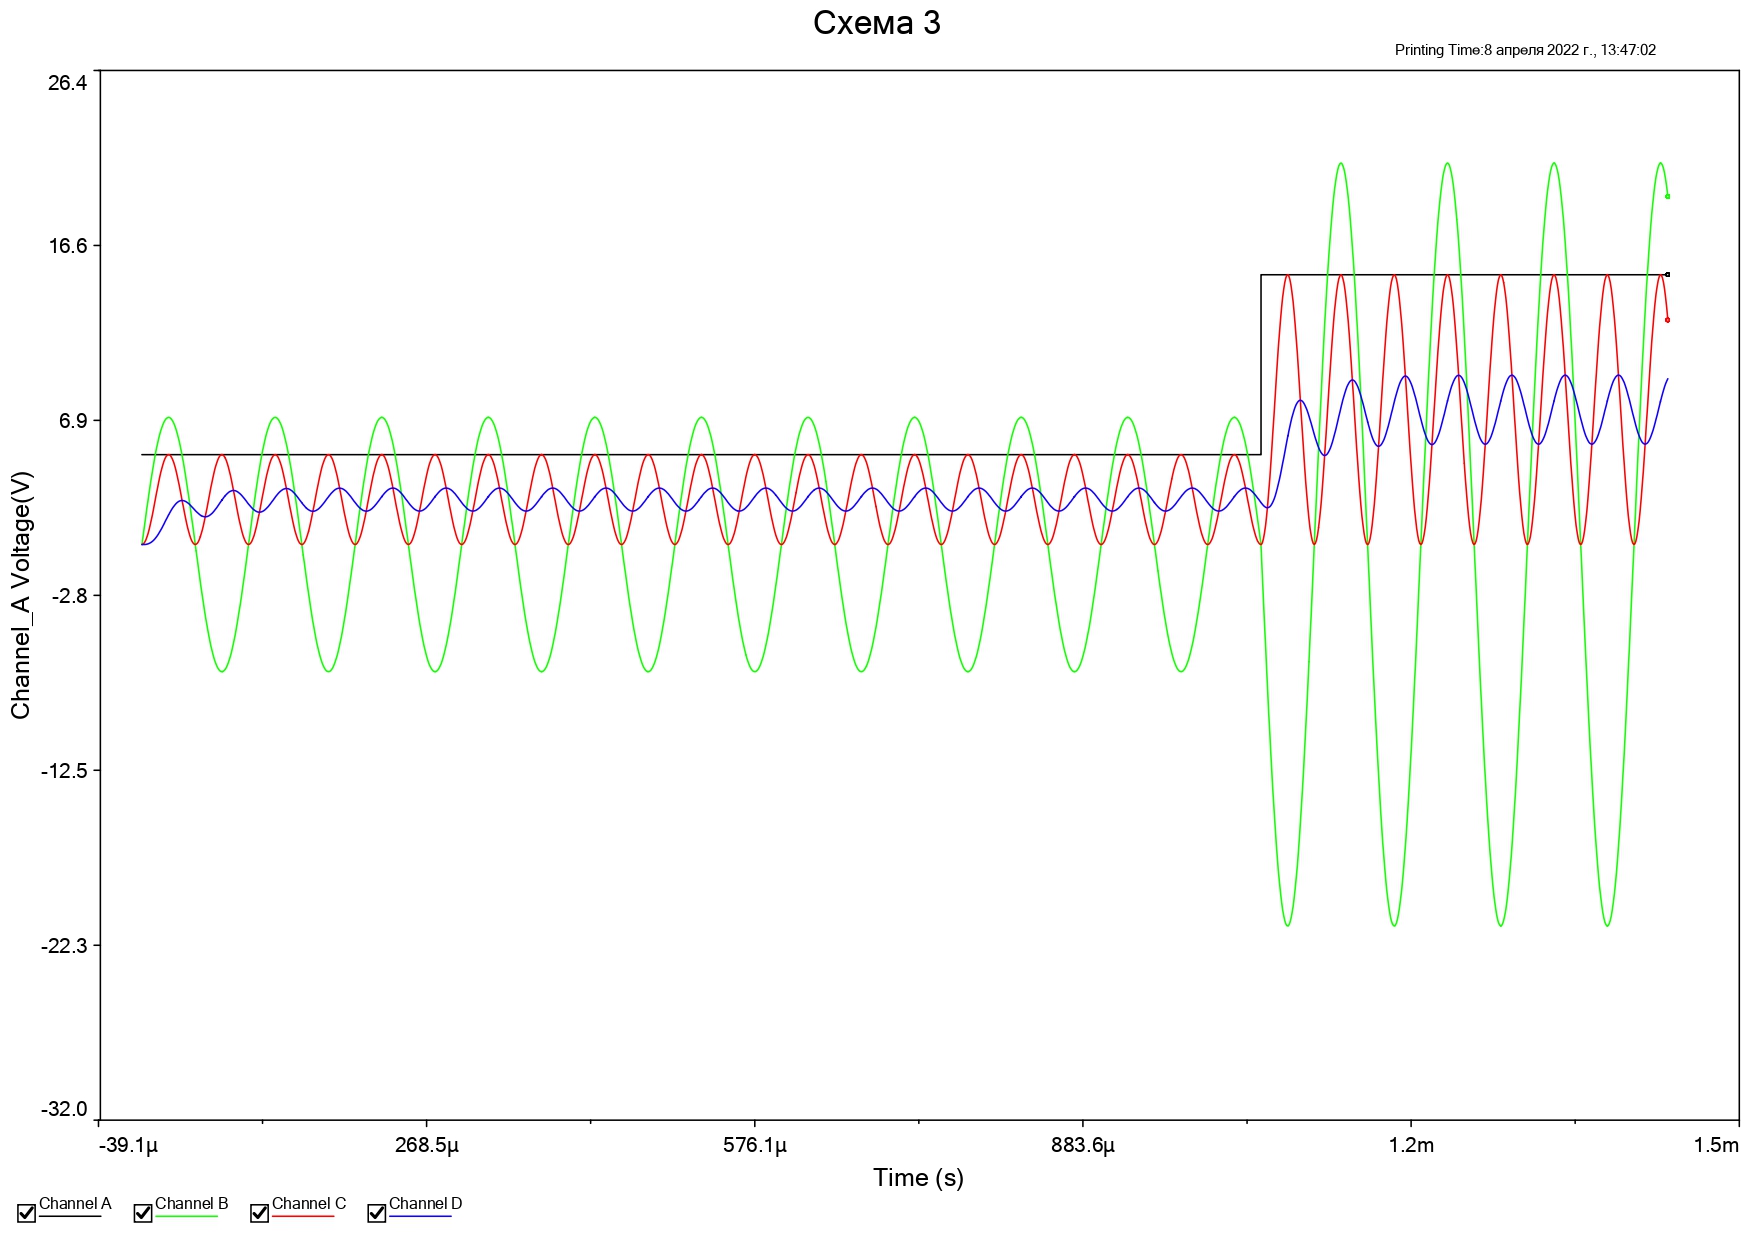 Схема 3
Printing Time:8 апреля 2022 г., 13:47:02
26.4
16.6
6.9
-2.8
-12.5
-22.3
-32.0
Channel_A Voltage(V)
-39.1µ 268.5µ 576.1µ 883.6µ 1.2m 1.5m
Time (s)
Channel A Channel B Channel C Channel D